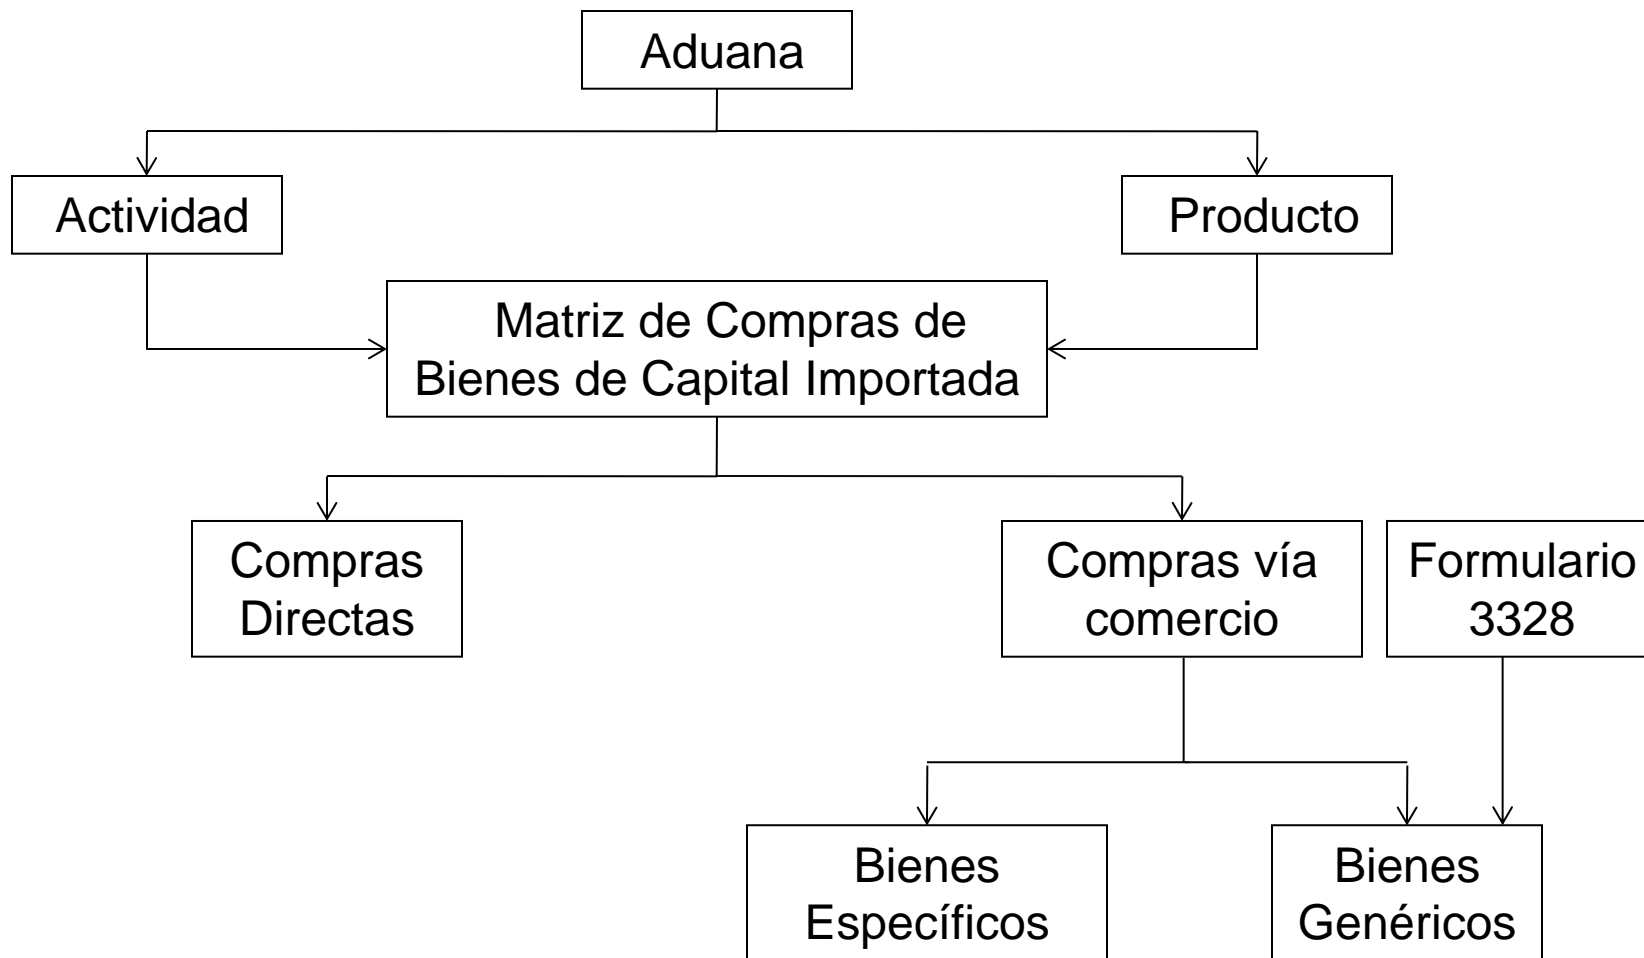 Aduana
Actividad
Producto
Matriz de Compras de
Bienes de Capital Importada
Compras
Directas
Compras vía
comercio
Formulario
3328
Bienes
Específicos
Bienes
Genéricos